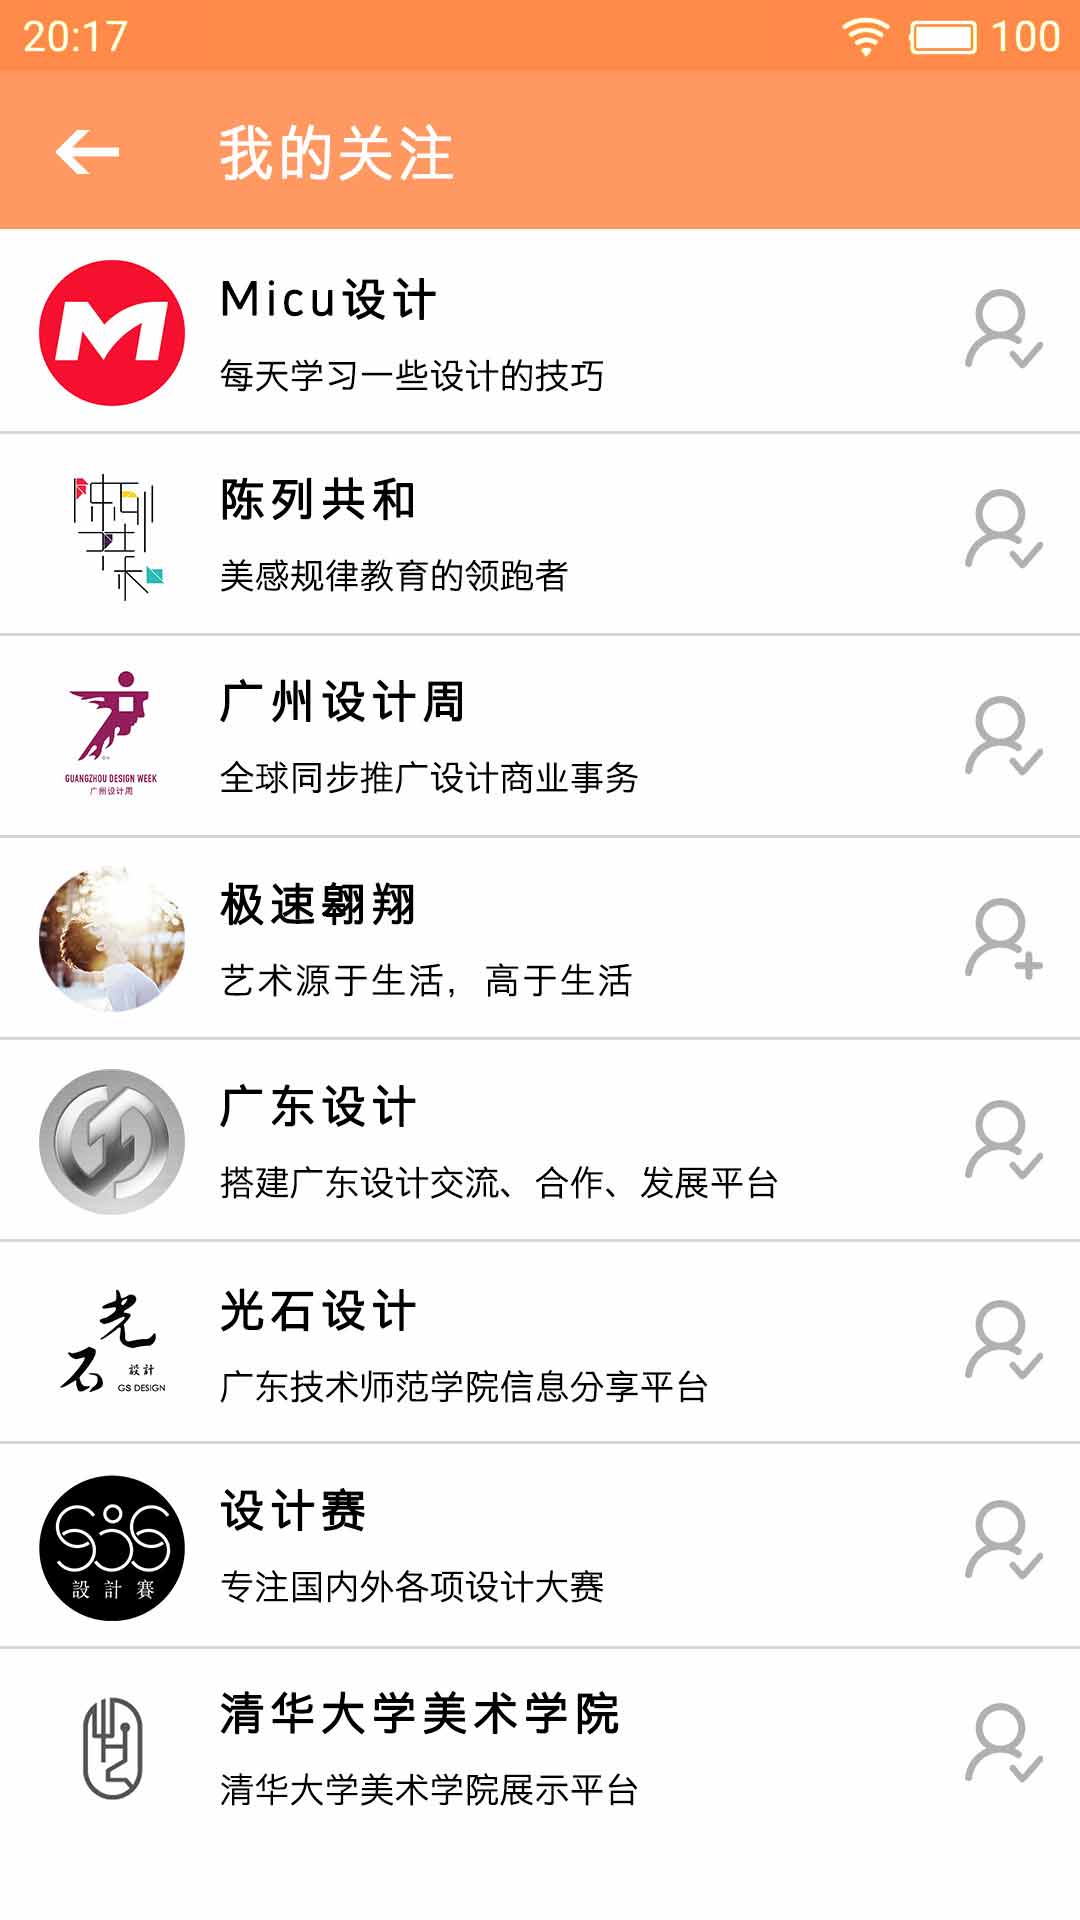 20:17
100
我的关注
Micu设计
每天学习一些设计的技巧
陈列共和
陈列共和
美感规律教育的领跑者
广州设计周
GUANGZHOU DESIGN WEEK
广州设计周
全球同步推广设计商业事务
极速翱翔
艺术源于生活，高于生活
广东设计
搭建广东设计交流、合作、发展平台
光石设计
光石
設計
GS DESIGN
广东技术师范学院信息分享平台
设计赛
設計賽
专注国内外各项设计大赛
清华大学美术学院
清华大学美术学院展示平台